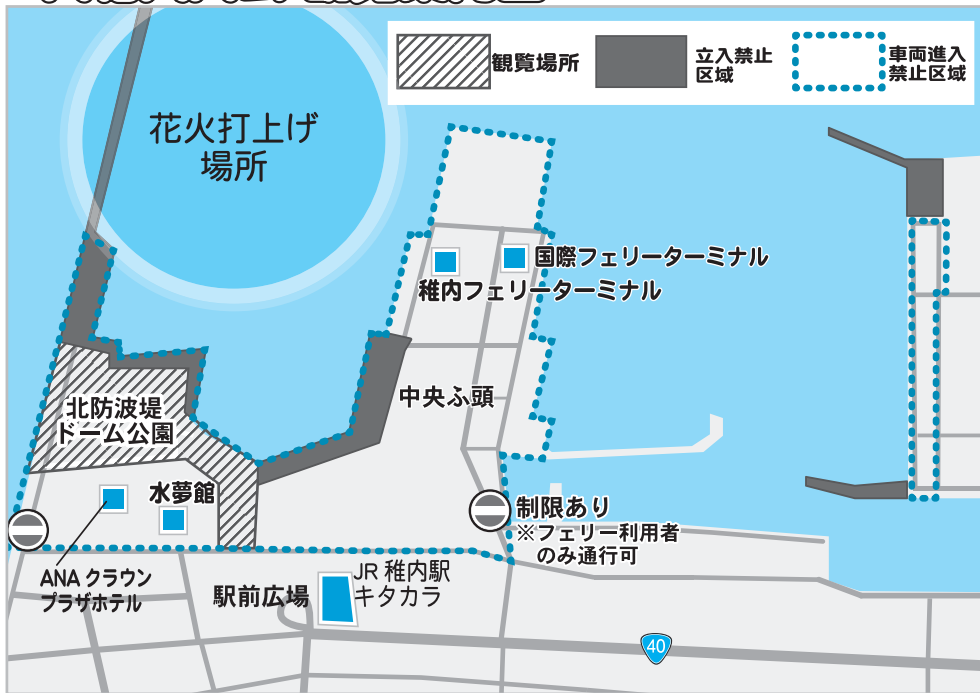 観覧場所
立入禁止
区域
車両進入
禁止区域
花火打上げ
場所
国際フェリーターミナル
稚内フェリーターミナル
中央ふ頭
北防波堤
ドーム公園
水夢館
制限あり
※フェリー利用者
のみ通行可
ANAクラウン
プラザホテル
駅前広場
JR 稚内駅
キタカラ
40